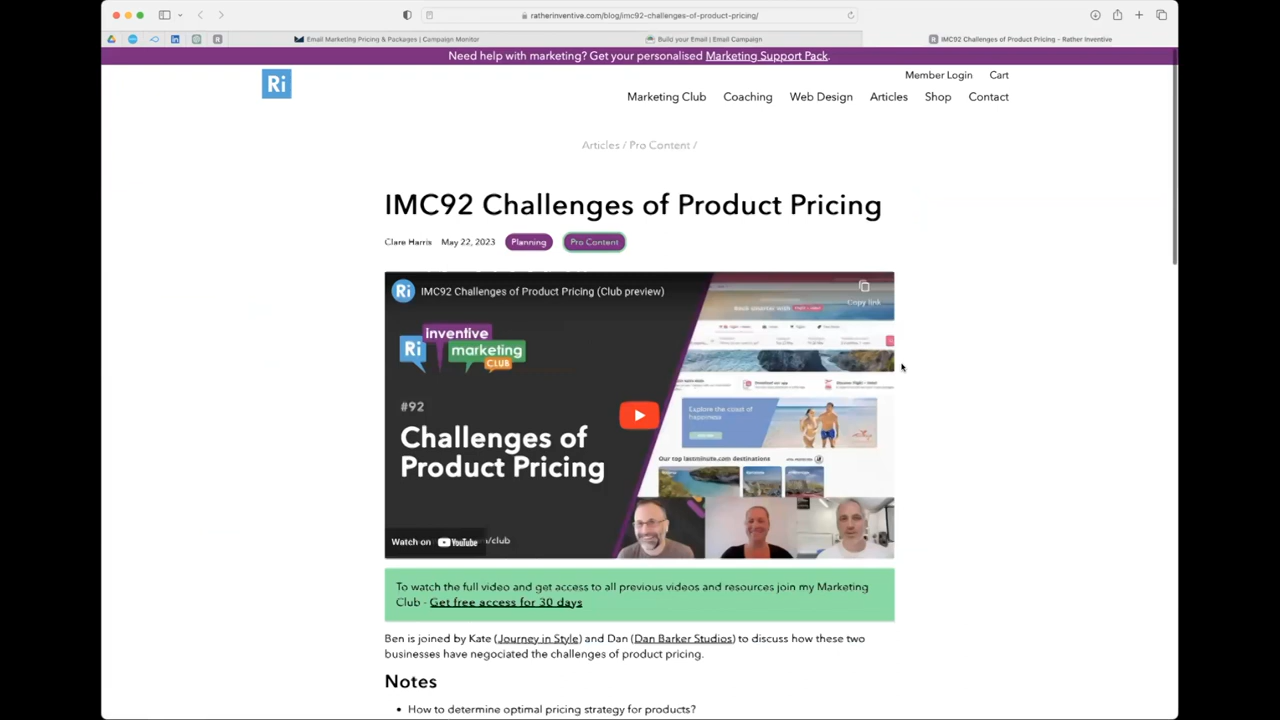 ratherinventive.com/blog/imc92-challenges-of-product-pricing/
Email Marketing Pricing & Packages | Campaign Monitor
Build your Email | Email Campaign
IMC92 Challenges of Product Pricing – Rather Inventive
Need help with marketing? Get your personalised Marketing Support Pack.
Ri
Member Login Cart
Marketing Club Coaching Web Design Articles Shop Contact
Articles / Pro Content /
IMC92 Challenges of Product Pricing
Clare Harris May 22, 2023 Planning Pro Content
Ri IMC92 Challenges of Product Pricing (Club preview)
Copy link
Ri inventive
marketing
CLUB
#92
Challenges of
Product Pricing
Explore the coast of
happiness
Our top lastminute.com destinations
Watch on YouTube
/club
To watch the full video and get access to all previous videos and resources join my Marketing
Club - Get free access for 30 days
Ben is joined by Kate (Journey in Style) and Dan (Dan Barker Studios) to discuss how these two
businesses have negotiated the challenges of product pricing.
Notes
• How to determine optimal pricing strategy for products?